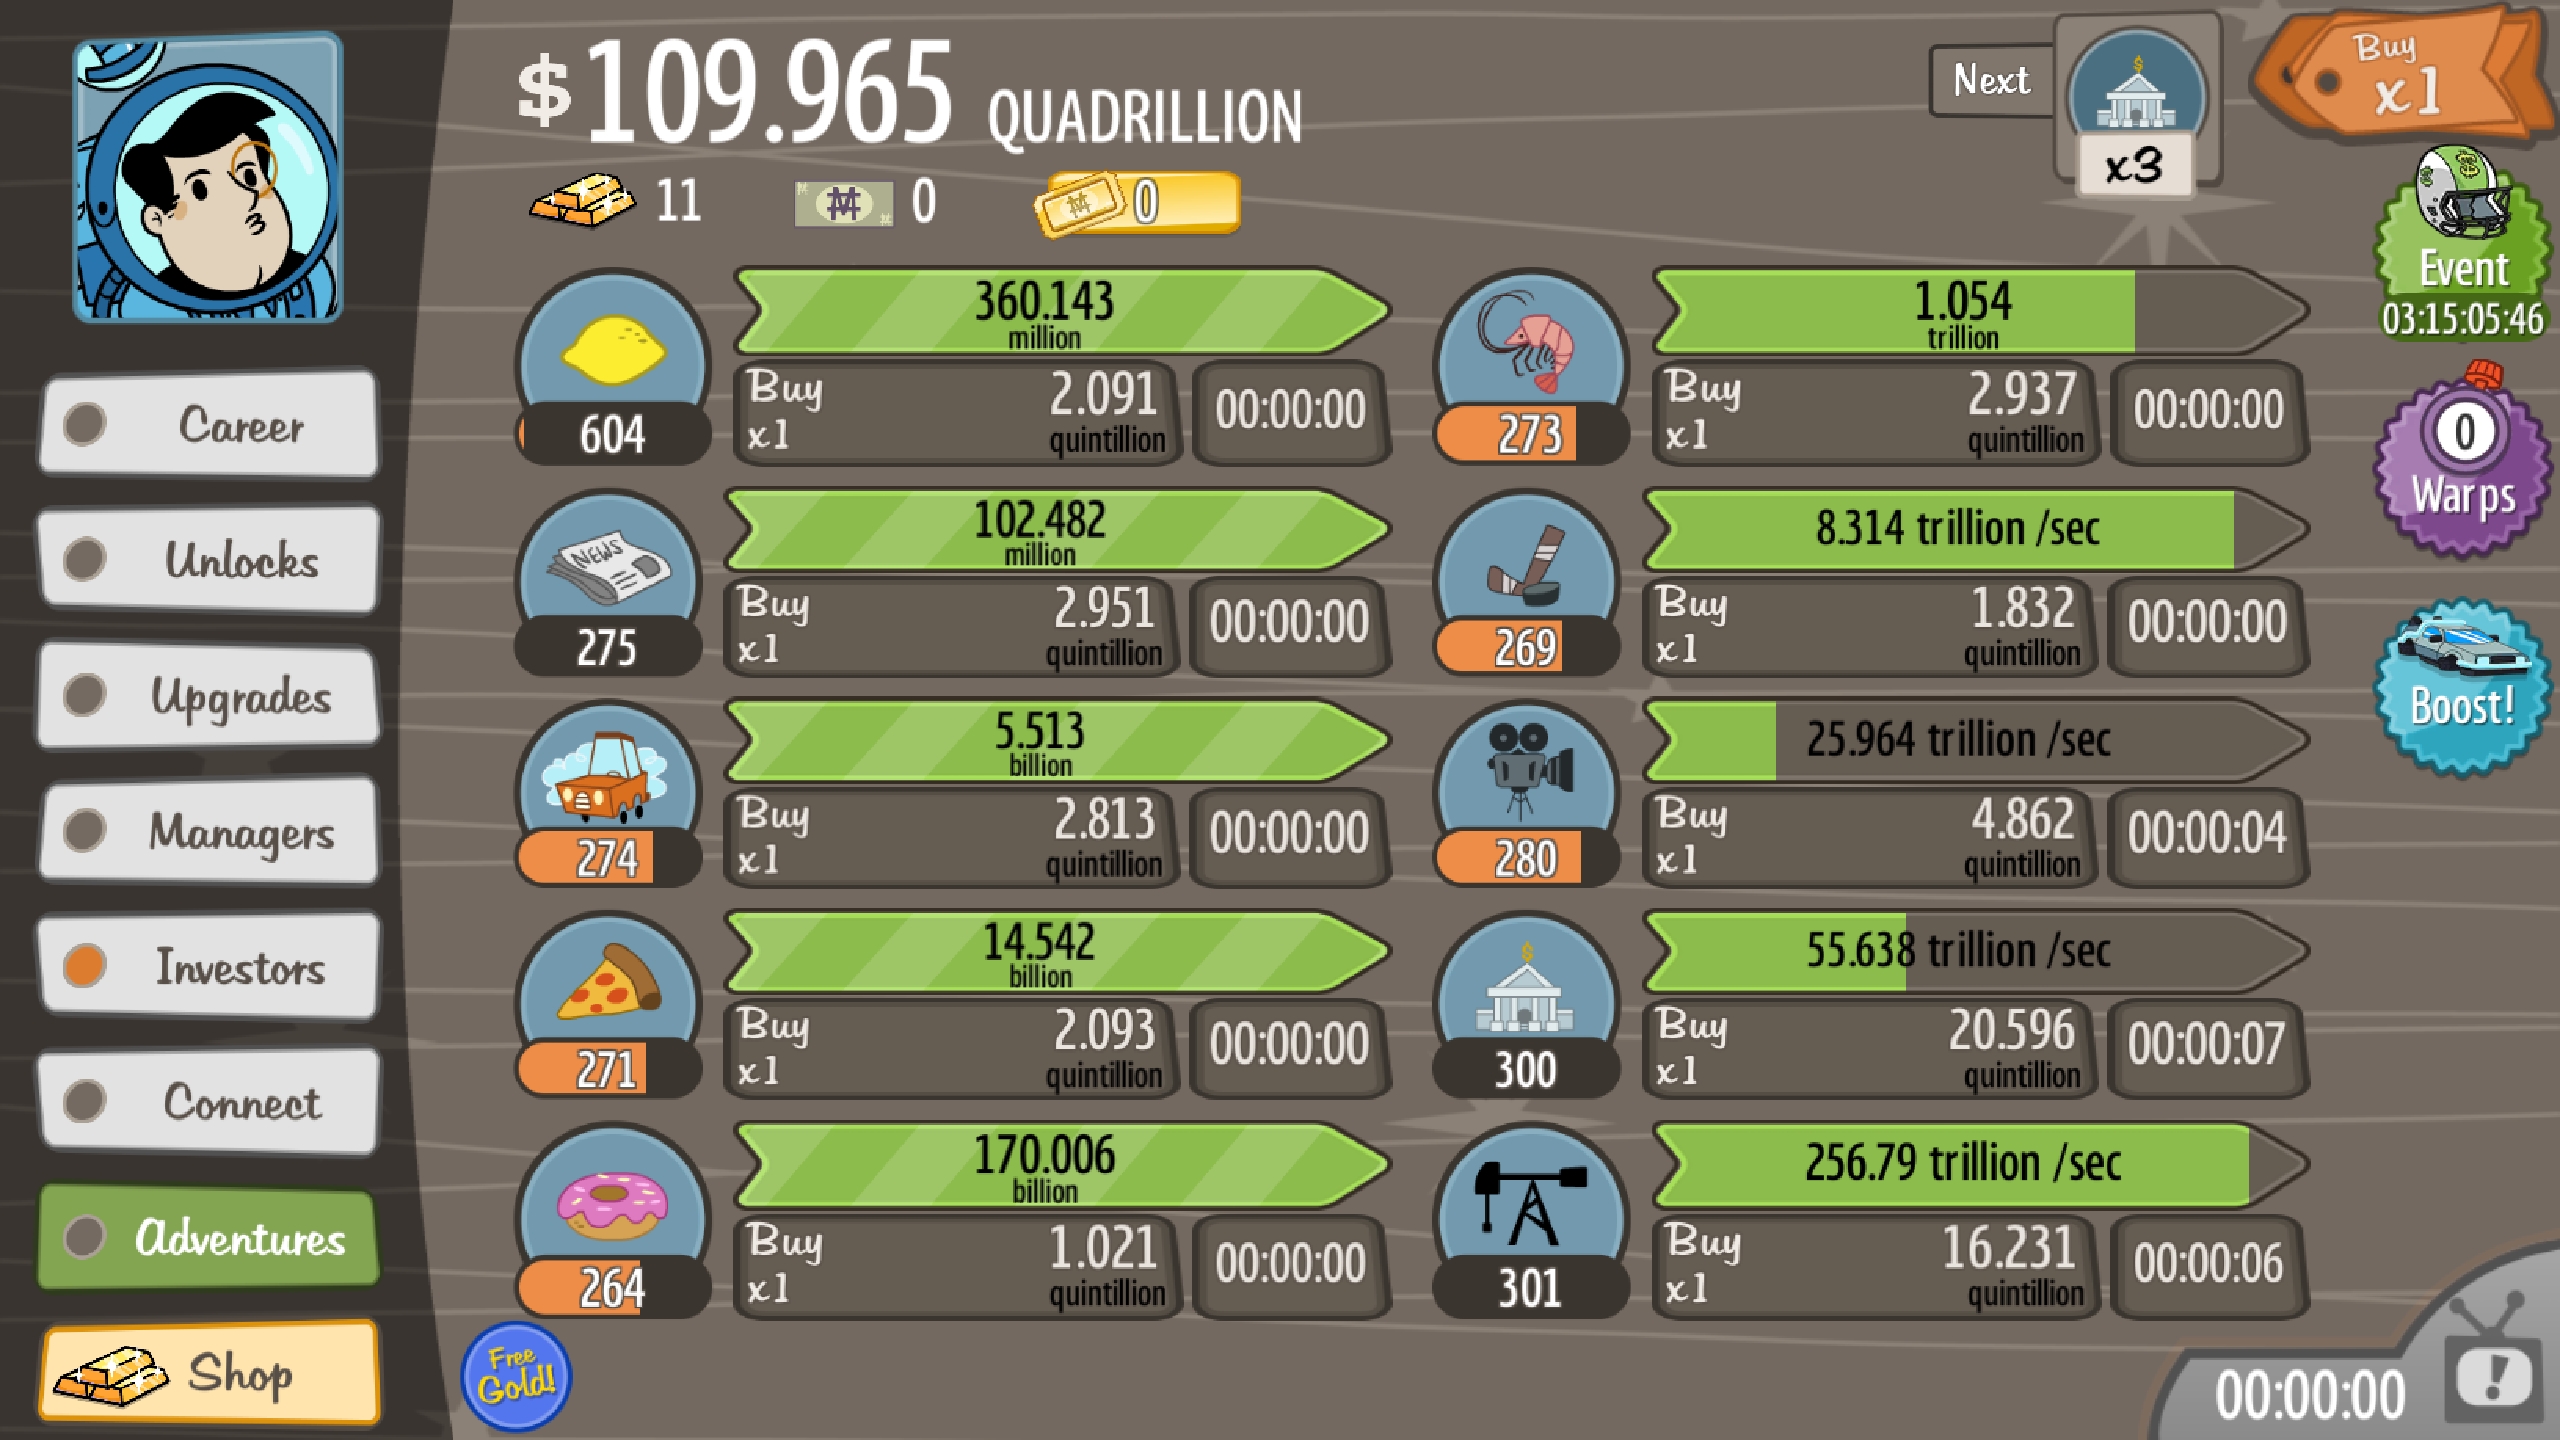 $109.965 QUADRILLION
11
0
0
Next
x3
Buy
x1
Event
03:15:05:46
0
Warps
Boost!
Career
Unlocks
Upgrades
Managers
Investors
Connect
Adventures
Shop
360.143
million
604
Buy
x1
2.091
quintillion
00:00:00
102.482
million
NEWS
275
Buy
x1
2.951
quintillion
00:00:00
5.513
billion
274
Buy
x1
2.813
quintillion
00:00:00
14.542
billion
271
Buy
x1
2.093
quintillion
00:00:00
170.006
billion
264
Buy
x1
1.021
quintillion
00:00:00
1.054
trillion
273
Buy
x1
2.937
quintillion
00:00:00
8.314 trillion /sec
269
Buy
x1
1.832
quintillion
00:00:00
25.964 trillion /sec
280
Buy
x1
4.862
quintillion
00:00:04
55.638 trillion /sec
300
Buy
x1
20.596
quintillion
00:00:07
256.79 trillion /sec
301
Buy
x1
16.231
quintillion
00:00:06
Free
Gold!
00:00:00
!